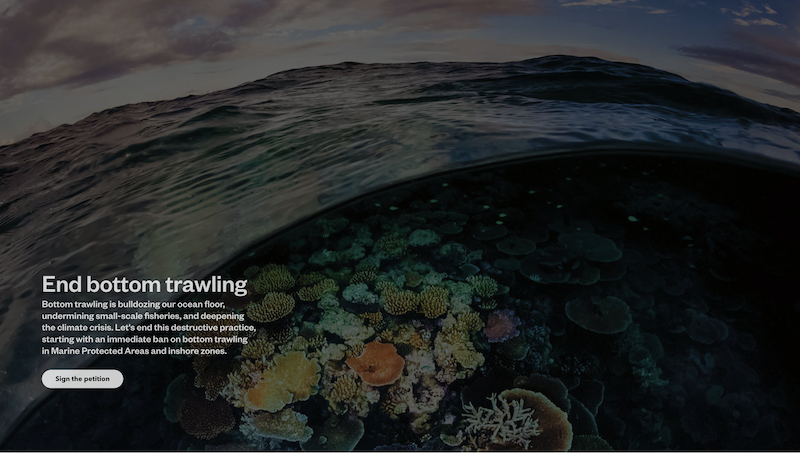 End bottom trawling
Bottom trawling is bulldozing our ocean floor,
undermining small-scale fisheries, and deepening
the climate crisis. Let's end this destructive practice,
starting with an immediate ban on bottom trawling
in Marine Protected Areas and inshore zones.
Sign the petition